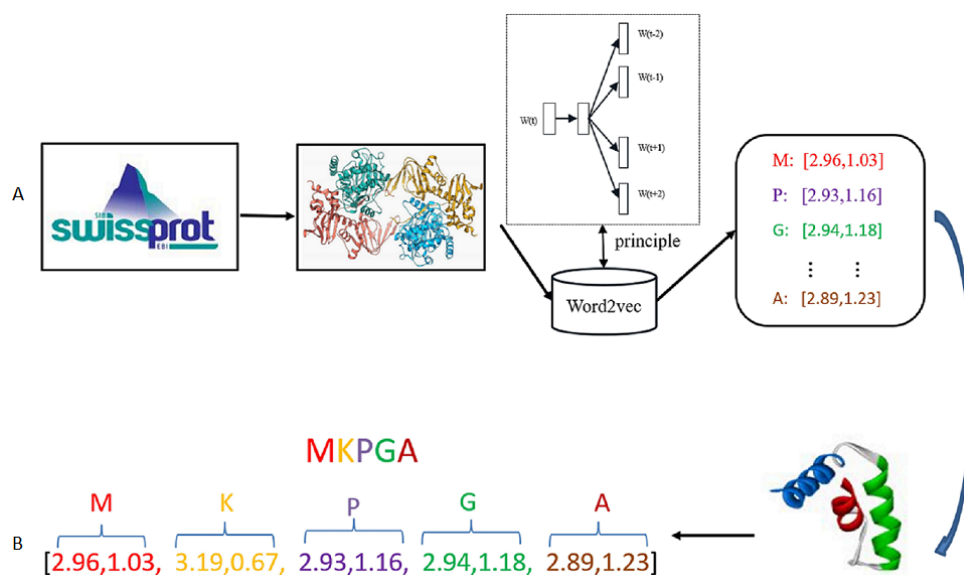 A
SIB
swissprot
EBI
W(t)
W(t-2)
W(t-1)
W(t+1)
W(t+2)
principle
Word2vec
M: [2.96,1.03]
P: [2.93,1.16]
G: [2.94,1.18]
⋮ ⋮
A: [2.89,1.23]
B
MKPGA
M K P G A
[2.96,1.03, 3.19,0.67, 2.93,1.16, 2.94,1.18, 2.89,1.23]